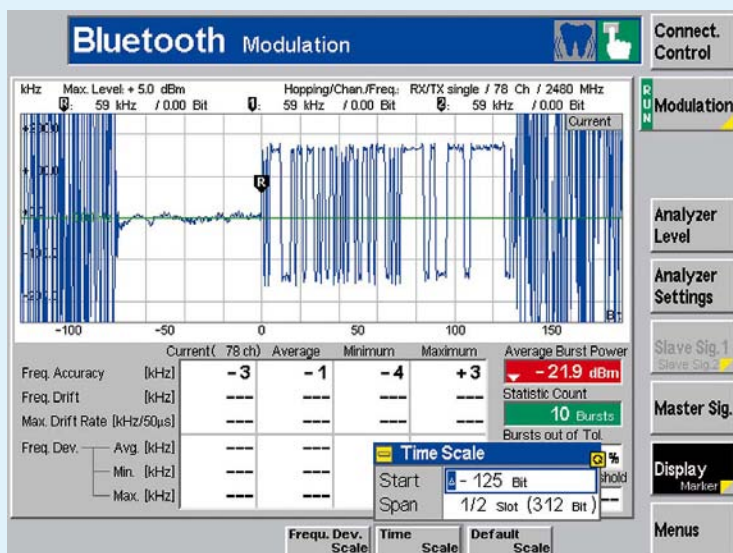 Bluetooth Modulation
Connect. Control
RUN Modulation
Analyzer Level
Analyzer Settings
Slave Sig.1
Slave Sig.2
Master Sig.
Display
Marker
Menus
kHz Max. Level: + 5.0 dBm Hopping/Chan./Freq.: RX/TX single / 78 Ch / 2480 MHz
R: 59 kHz / 0.00 Bit 1: 59 kHz / 0.00 Bit 2: 59 kHz / 0.00 Bit
Current
R
Bit
-100 -50 0 50 100 150
Current( 78 ch) Average Minimum Maximum Average Burst Power
Freq. Accuracy [kHz] -3 -1 -4 +3 -21.9 dBm
Freq. Drift [kHz] --- --- --- --- Statistic Count
Max. Drift Rate [kHz/50µs] --- --- --- --- 10 Bursts
Bursts out of Tol.
Freq. Dev. Avg. [kHz] --- --- %
Min. [kHz] --- ---
Max. [kHz] --- --- --
Time Scale
Start - 125 Bit
Span 1/2 Slot (312 Bit)
Frequ. Dev. Scale
Time Scale
Default Scale